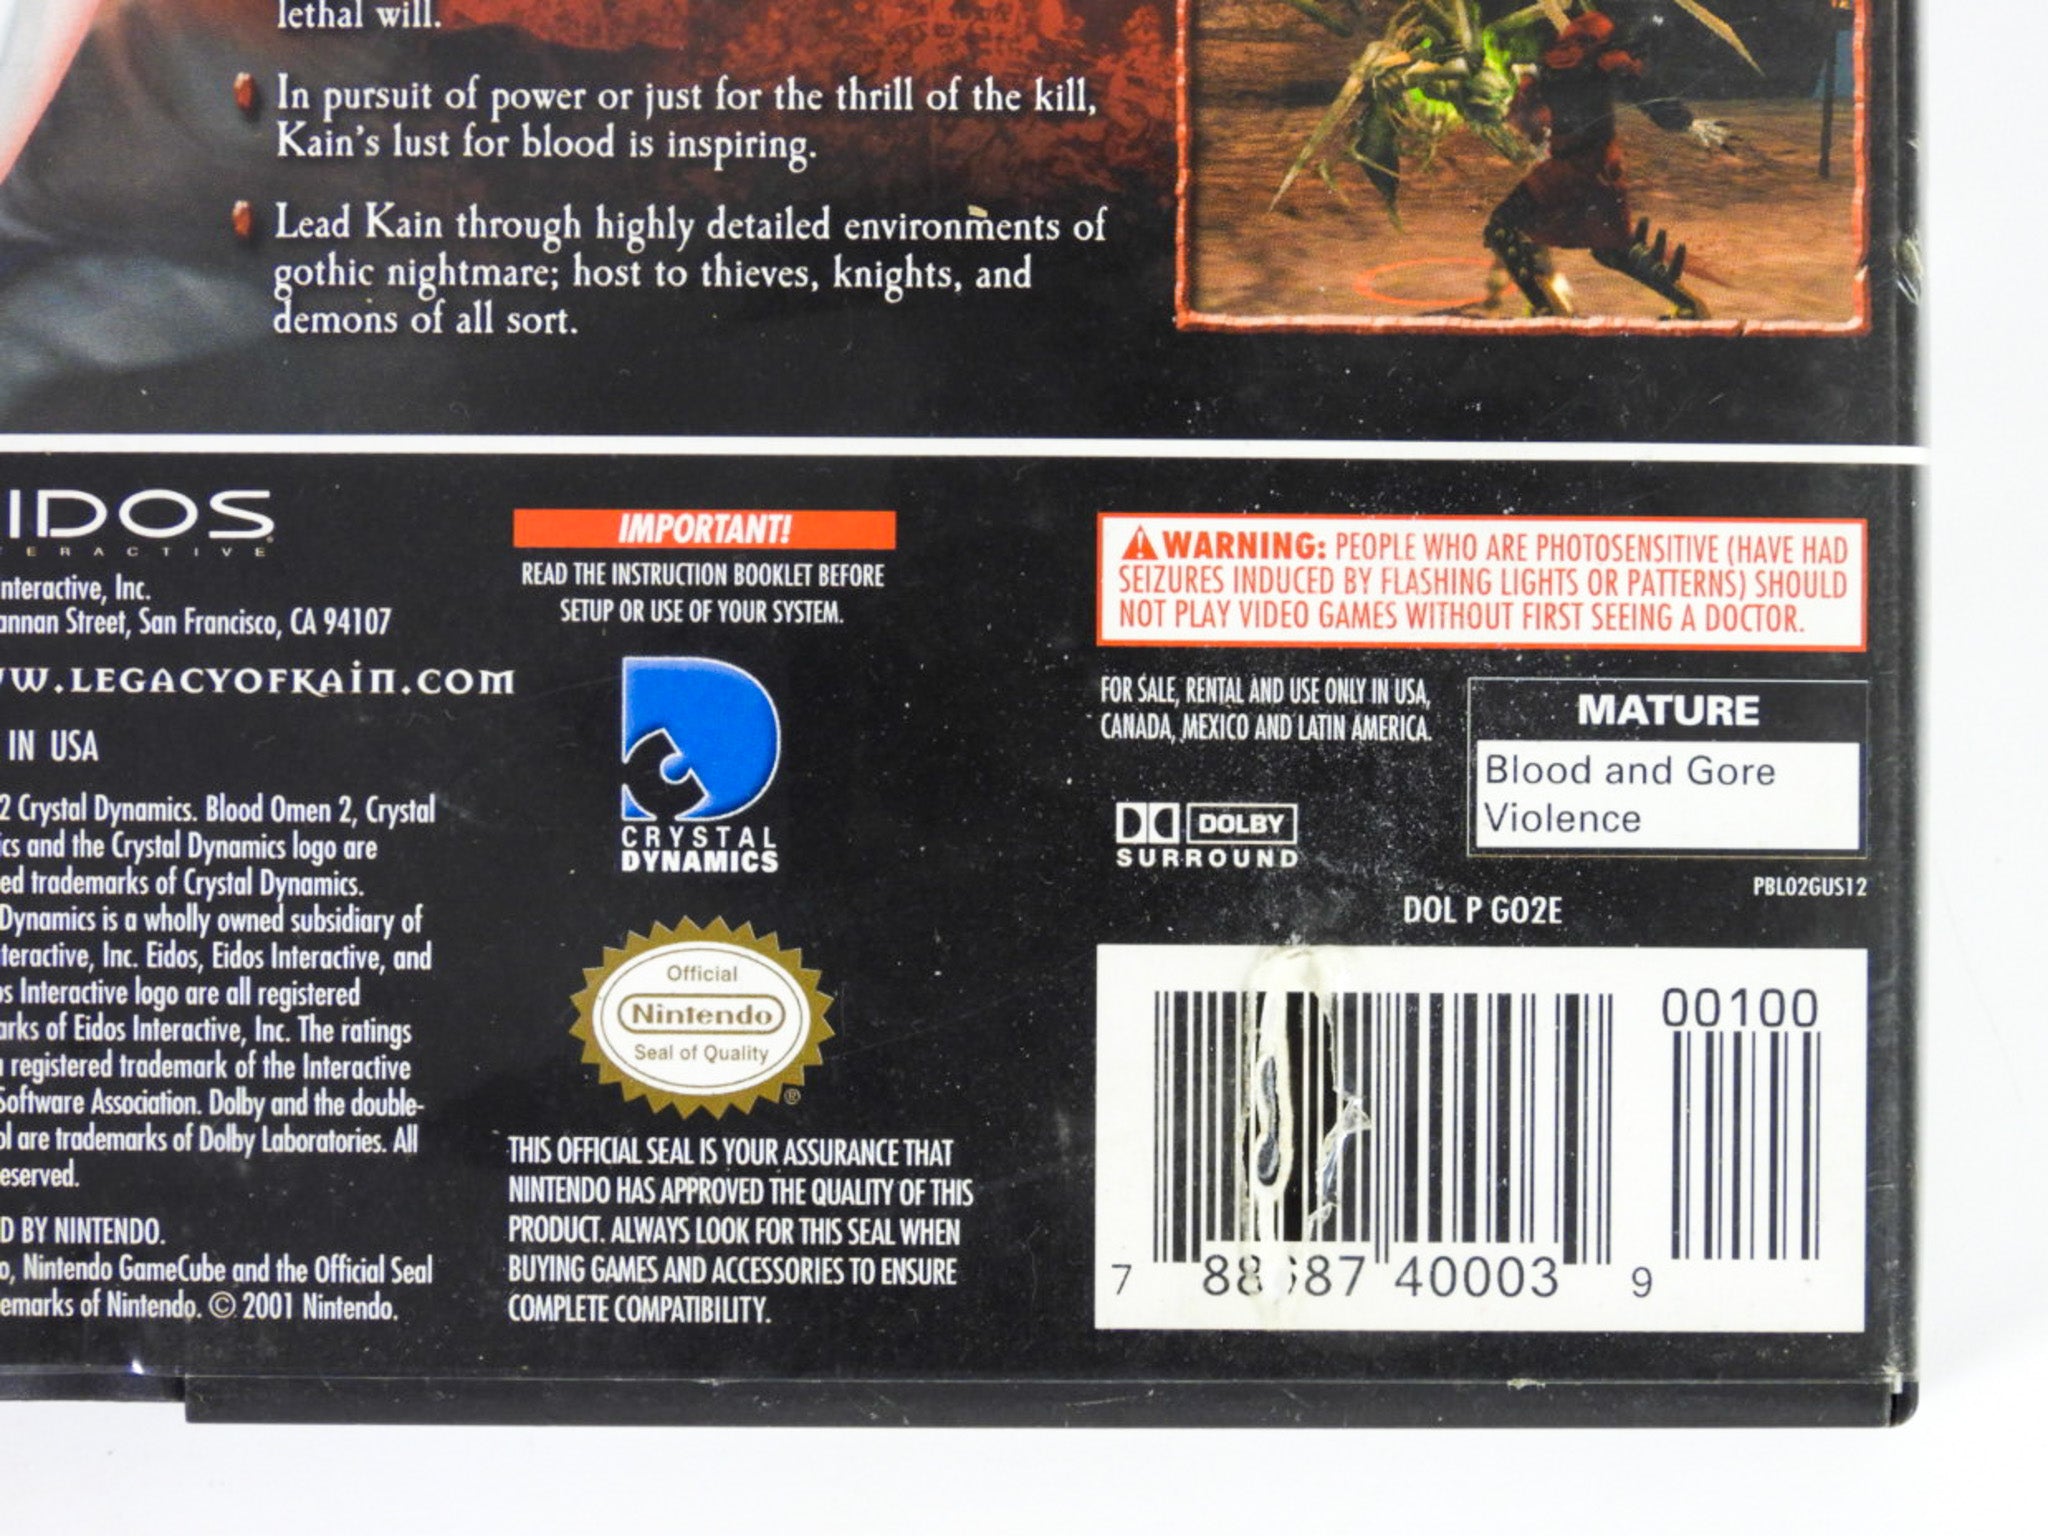 lethal will.
In pursuit of power or just for the thrill of the kill,
Kain's lust for blood is inspiring.
Lead Kain through highly detailed environments of
gothic nightmare; host to thieves, knights, and
demons of all sort.
IDOS
TERACTIVE
nteractive, Inc.
annan Street, San Francisco, CA 94107
W.LEGACYOFKAIN.COM
IN USA
2 Crystal Dynamics. Blood Omen 2, Crystal
ics and the Crystal Dynamics logo are
ed trademarks of Crystal Dynamics.
Dynamics is a wholly owned subsidiary of
teractive, Inc. Eidos, Eidos Interactive, and
os Interactive logo are all registered
arks of Eidos Interactive, Inc. The ratings
registered trademark of the Interactive
Software Association. Dolby and the double-
ol are trademarks of Dolby Laboratories. All
eserved.
D BY NINTENDO.
o, Nintendo GameCube and the Official Seal
emarks of Nintendo. © 2001 Nintendo.
IMPORTANT!
READ THE INSTRUCTION BOOKLET BEFORE
SETUP OR USE OF YOUR SYSTEM.
CRYSTAL
DYNAMICS
Official
Nintendo
Seal of Quality
®
THIS OFFICIAL SEAL IS YOUR ASSURANCE THAT
NINTENDO HAS APPROVED THE QUALITY OF THIS
PRODUCT. ALWAYS LOOK FOR THIS SEAL WHEN
BUYING GAMES AND ACCESSORIES TO ENSURE
COMPLETE COMPATIBILITY.
WARNING: PEOPLE WHO ARE PHOTOSENSITIVE (HAVE HAD
SEIZURES INDUCED BY FLASHING LIGHTS OR PATTERNS) SHOULD
NOT PLAY VIDEO GAMES WITHOUT FIRST SEEING A DOCTOR.
FOR SALE, RENTAL AND USE ONLY IN USA,
CANADA, MEXICO AND LATIN AMERICA.
MATURE
Blood and Gore
Violence
DOLBY
SURROUND
PBL02GUS12
DOL P GO2E
00100
7 88687 40003 9